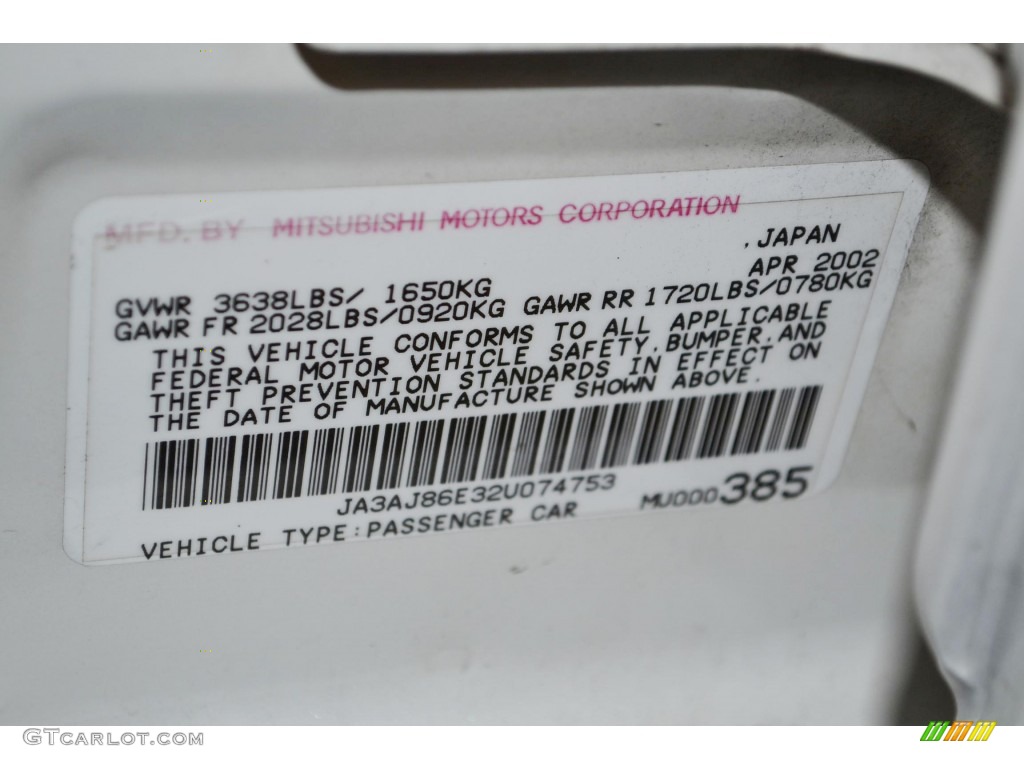 MFD. BY MITSUBISHI MOTORS CORPORATION
. JAPAN
APR 2002
GVWR 3638LBS/ 1650KG
GAWR FR 2028LBS/0920KG GAWR RR 1720LBS/0780KG
THIS VEHICLE CONFORMS TO ALL APPLICABLE
FEDERAL MOTOR VEHICLE SAFETY, BUMPER, AND
THEFT PREVENTION STANDARDS IN EFFECT ON
THE DATE OF MANUFACTURE SHOWN ABOVE.
JA3AJ86E32U074753
MU000385
VEHICLE TYPE:PASSENGER CAR
GTCARLOT.COM